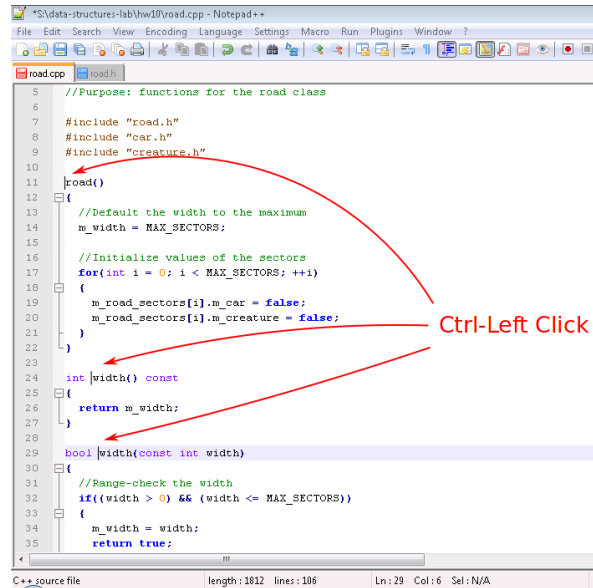 *S:\data-structures-lab\hw10\road.cpp - Notepad++
File Edit Search View Encoding Language Settings Macro Run Plugins Window ?
road.cpp road.h
5 //Purpose: functions for the road class
6
7 #include "road.h"
8 #include "car.h"
9 #include "creature.h"
10
11 road()
12 {
13 //Default the width to the maximum
14 m_width = MAX_SECTORS;
15
16 //Initialize values of the sectors
17 for(int i = 0; i < MAX_SECTORS; ++i)
18 {
19 m_road_sectors[i].m_car = false;
20 m_road_sectors[i].m_creature = false;
Ctrl-Left Click
21 }
22 }
23
24 int width() const
25 {
26 return m_width;
27 }
28
29 bool width(const int width)
30 {
31 //Range-check the width
32 if((width > 0) && (width <= MAX_SECTORS))
33 {
34 m_width = width;
35 return true;
C++ source file length : 1812 lines : 106 Ln : 29 Col : 6 Sel : N/A